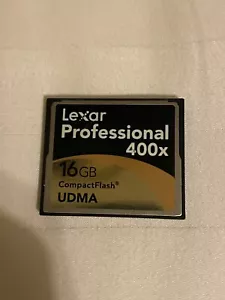 Lexar
Professional
400x
16GB
CompactFlash®
UDMA